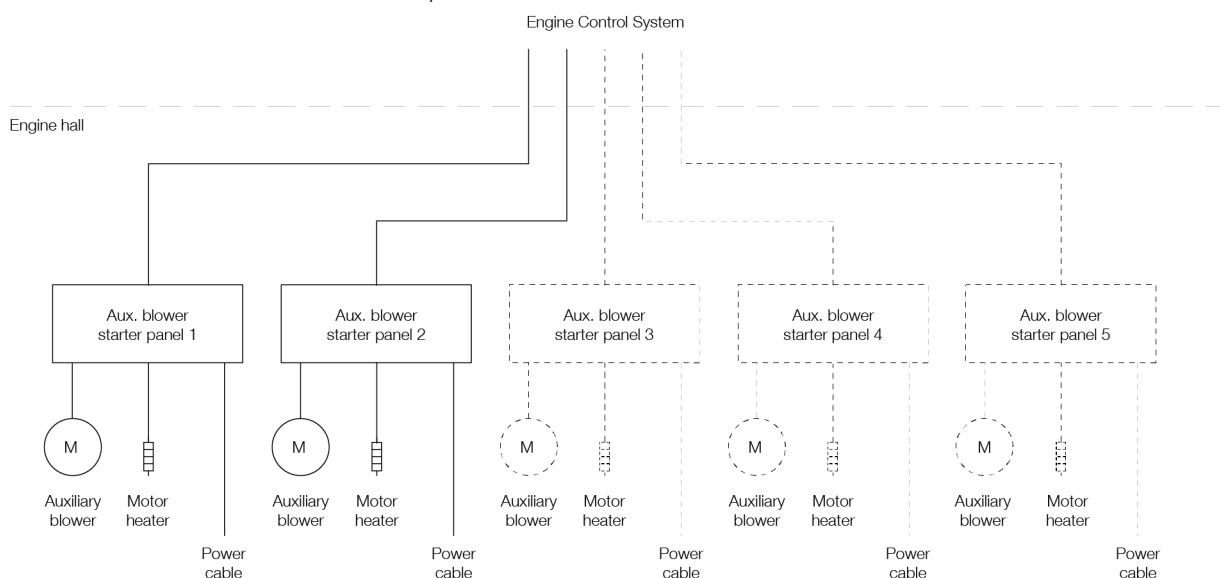 Engine Control System
Engine hall
Aux. blower
starter panel 1
Aux. blower
starter panel 2
Aux. blower
starter panel 3
Aux. blower
starter panel 4
Aux. blower
starter panel 5
M
M
M
M
M
Auxiliary
blower
Motor
heater
Auxiliary
blower
Motor
heater
Auxiliary
blower
Motor
heater
Auxiliary
blower
Motor
heater
Auxiliary
blower
Motor
heater
Power
cable
Power
cable
Power
cable
Power
cable
Power
cable